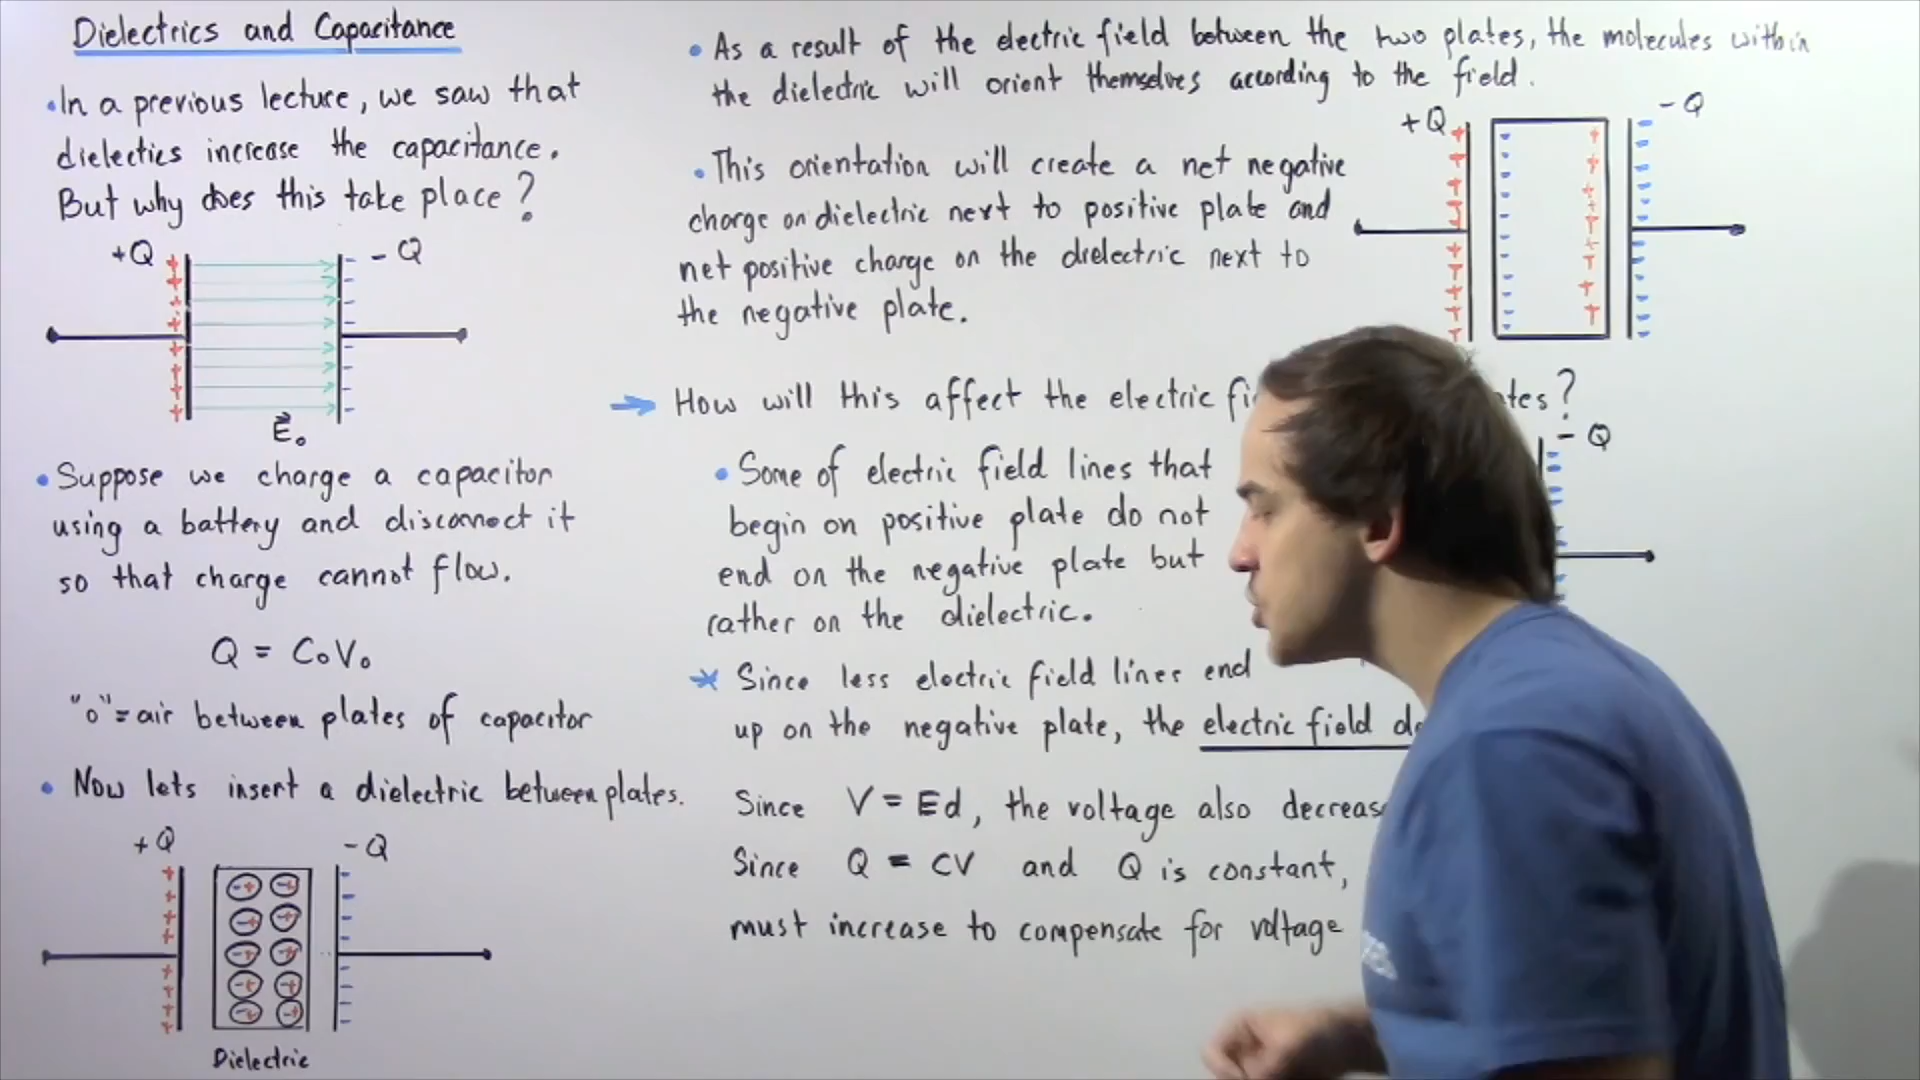 Dielectrics and Capacitance
• In a previous lecture, we saw that
dielectics increase the capacitance.
But why does this take place?
+Q
- Q
E₀
• Suppose we charge a capacitor
using a battery and disconnect it
so that charge cannot flow.
Q = C₀V₀
"0"= air between plates of capacitor
• Now lets insert a dielectric between plates.
+Q
- Q
Dielectric
• As a result of the electric field between the two plates, the molecules within
the dielectric will orient themselves according to the field.
• This orientation will create a net negative
charge on dielectric next to positive plate and
net positive charge on the dielectric next to
the negative plate.
+Q
- Q
→ How will this affect the electric
?
- Q
• Some of electric field lines that
begin on positive plate do not
end on the negative plate but
rather on the dielectric.
* Since less electric field lines end
up on the negative plate, the electric field
Since V = Ed, the voltage also
Since Q = CV and Q is constant,
must increase to compensate for voltage